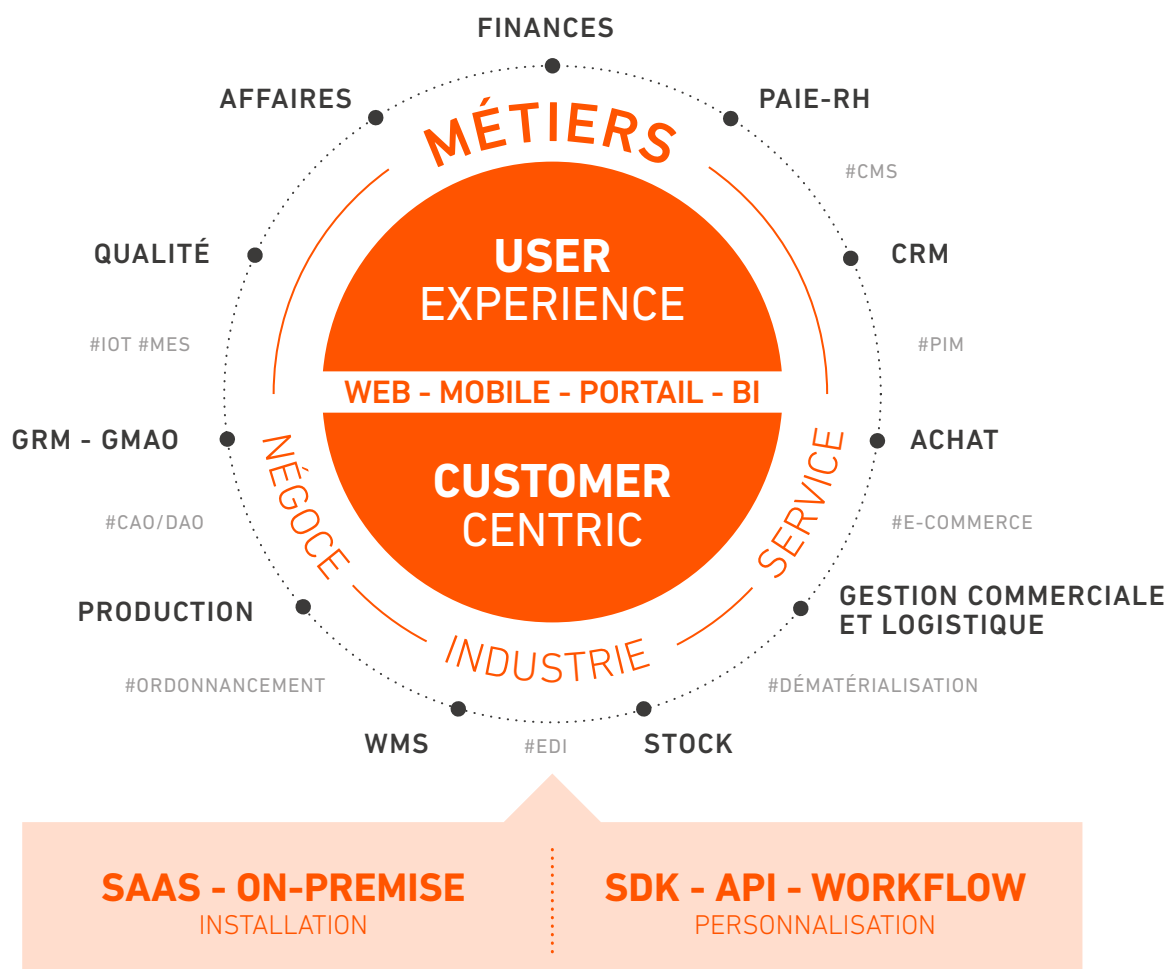 FINANCES
AFFAIRES
PAIE-RH
MÉTIERS
#CMS
QUALITÉ
USER
EXPERIENCE
CRM
#IOT #MES
#PIM
WEB - MOBILE - PORTAIL - BI
GRM - GMAO
NÉGOCE
CUSTOMER
CENTRIC
SERVICE
ACHAT
#CAO/DAO
#E-COMMERCE
PRODUCTION
GESTION COMMERCIALE
ET LOGISTIQUE
INDUSTRIE
#ORDONNANCEMENT
#DÉMATÉRIALISATION
WMS
#EDI
STOCK
SAAS - ON-PREMISE
INSTALLATION
SDK - API - WORKFLOW
PERSONNALISATION